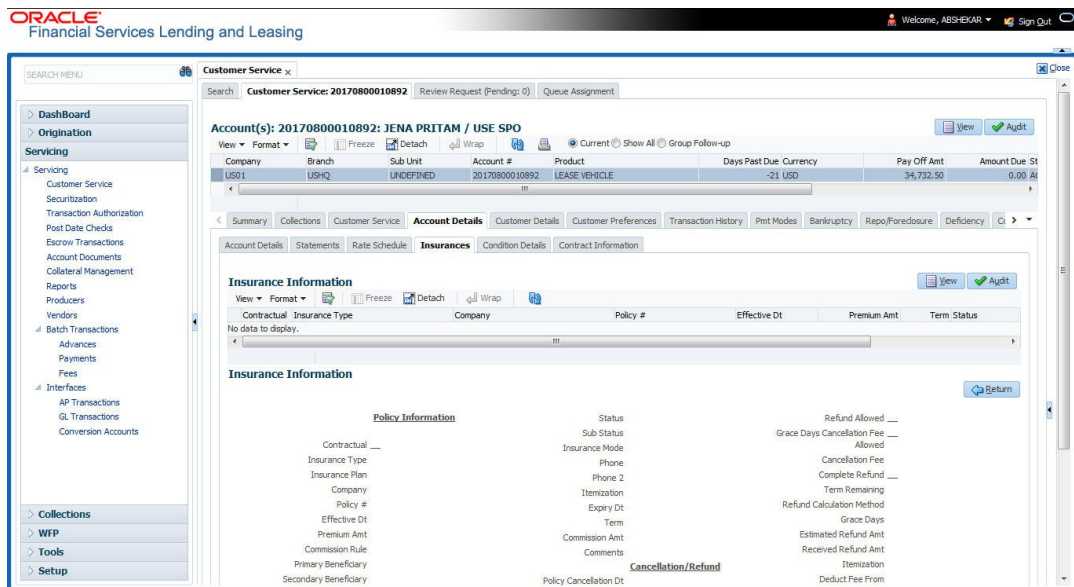 ORACLE
Financial Services Lending and Leasing
Welcome, ABSHEKAR
Sign Out
Close
SEARCH MENU
DashBoard
Origination
Servicing
Servicing
Customer Service
Securitization
Transaction Authorization
Post Date Checks
Escrow Transactions
Account Documents
Collateral Management
Reports
Producers
Vendors
Batch Transactions
Advances
Payments
Fees
Interfaces
AP Transactions
GL Transactions
Conversion Accounts
Collections
WFP
Tools
Setup
Customer Service x
Search Customer Service: 20170800010892 Review Request (Pending: 0) Queue Assignment
Account(s): 20170800010892: JENA PRITAM / USE SPO
View Audit
View Format Freeze Detach Wrap Current Show All Group Follow-up
Company Branch Sub Unit Account # Product Days Past Due Currency Pay Off Amt Amount Due St
US01 USHQ UNDEFINED 20170800010892 LEASE VEHICLE -21 USD 34,732.50 0.00
Summary Collections Customer Service Account Details Customer Details Customer Preferences Transaction History Pmt Modes Bankruptcy Repo/Foreclosure Deficiency
Account Details Statements Rate Schedule Insurances Condition Details Contract Information
Insurance Information
View Audit
View Format Freeze Detach Wrap
Contractual Insurance Type Company Policy # Effective Dt Premium Amt Term Status
No data to display.
Insurance Information
Return
Policy Information
Contractual
Insurance Type
Insurance Plan
Company
Policy #
Effective Dt
Premium Amt
Commission Rule
Primary Beneficiary
Secondary Beneficiary
Status
Sub Status
Insurance Mode
Phone
Phone 2
Itemization
Expiry Dt
Term
Commission Amt
Comments
Cancellation/Refund
Policy Cancellation Dt
Refund Allowed
Grace Days Cancellation Fee
Allowed
Cancellation Fee
Complete Refund
Term Remaining
Refund Calculation Method
Grace Days
Estimated Refund Amt
Received Refund Amt
Itemization
Deduct Fee From